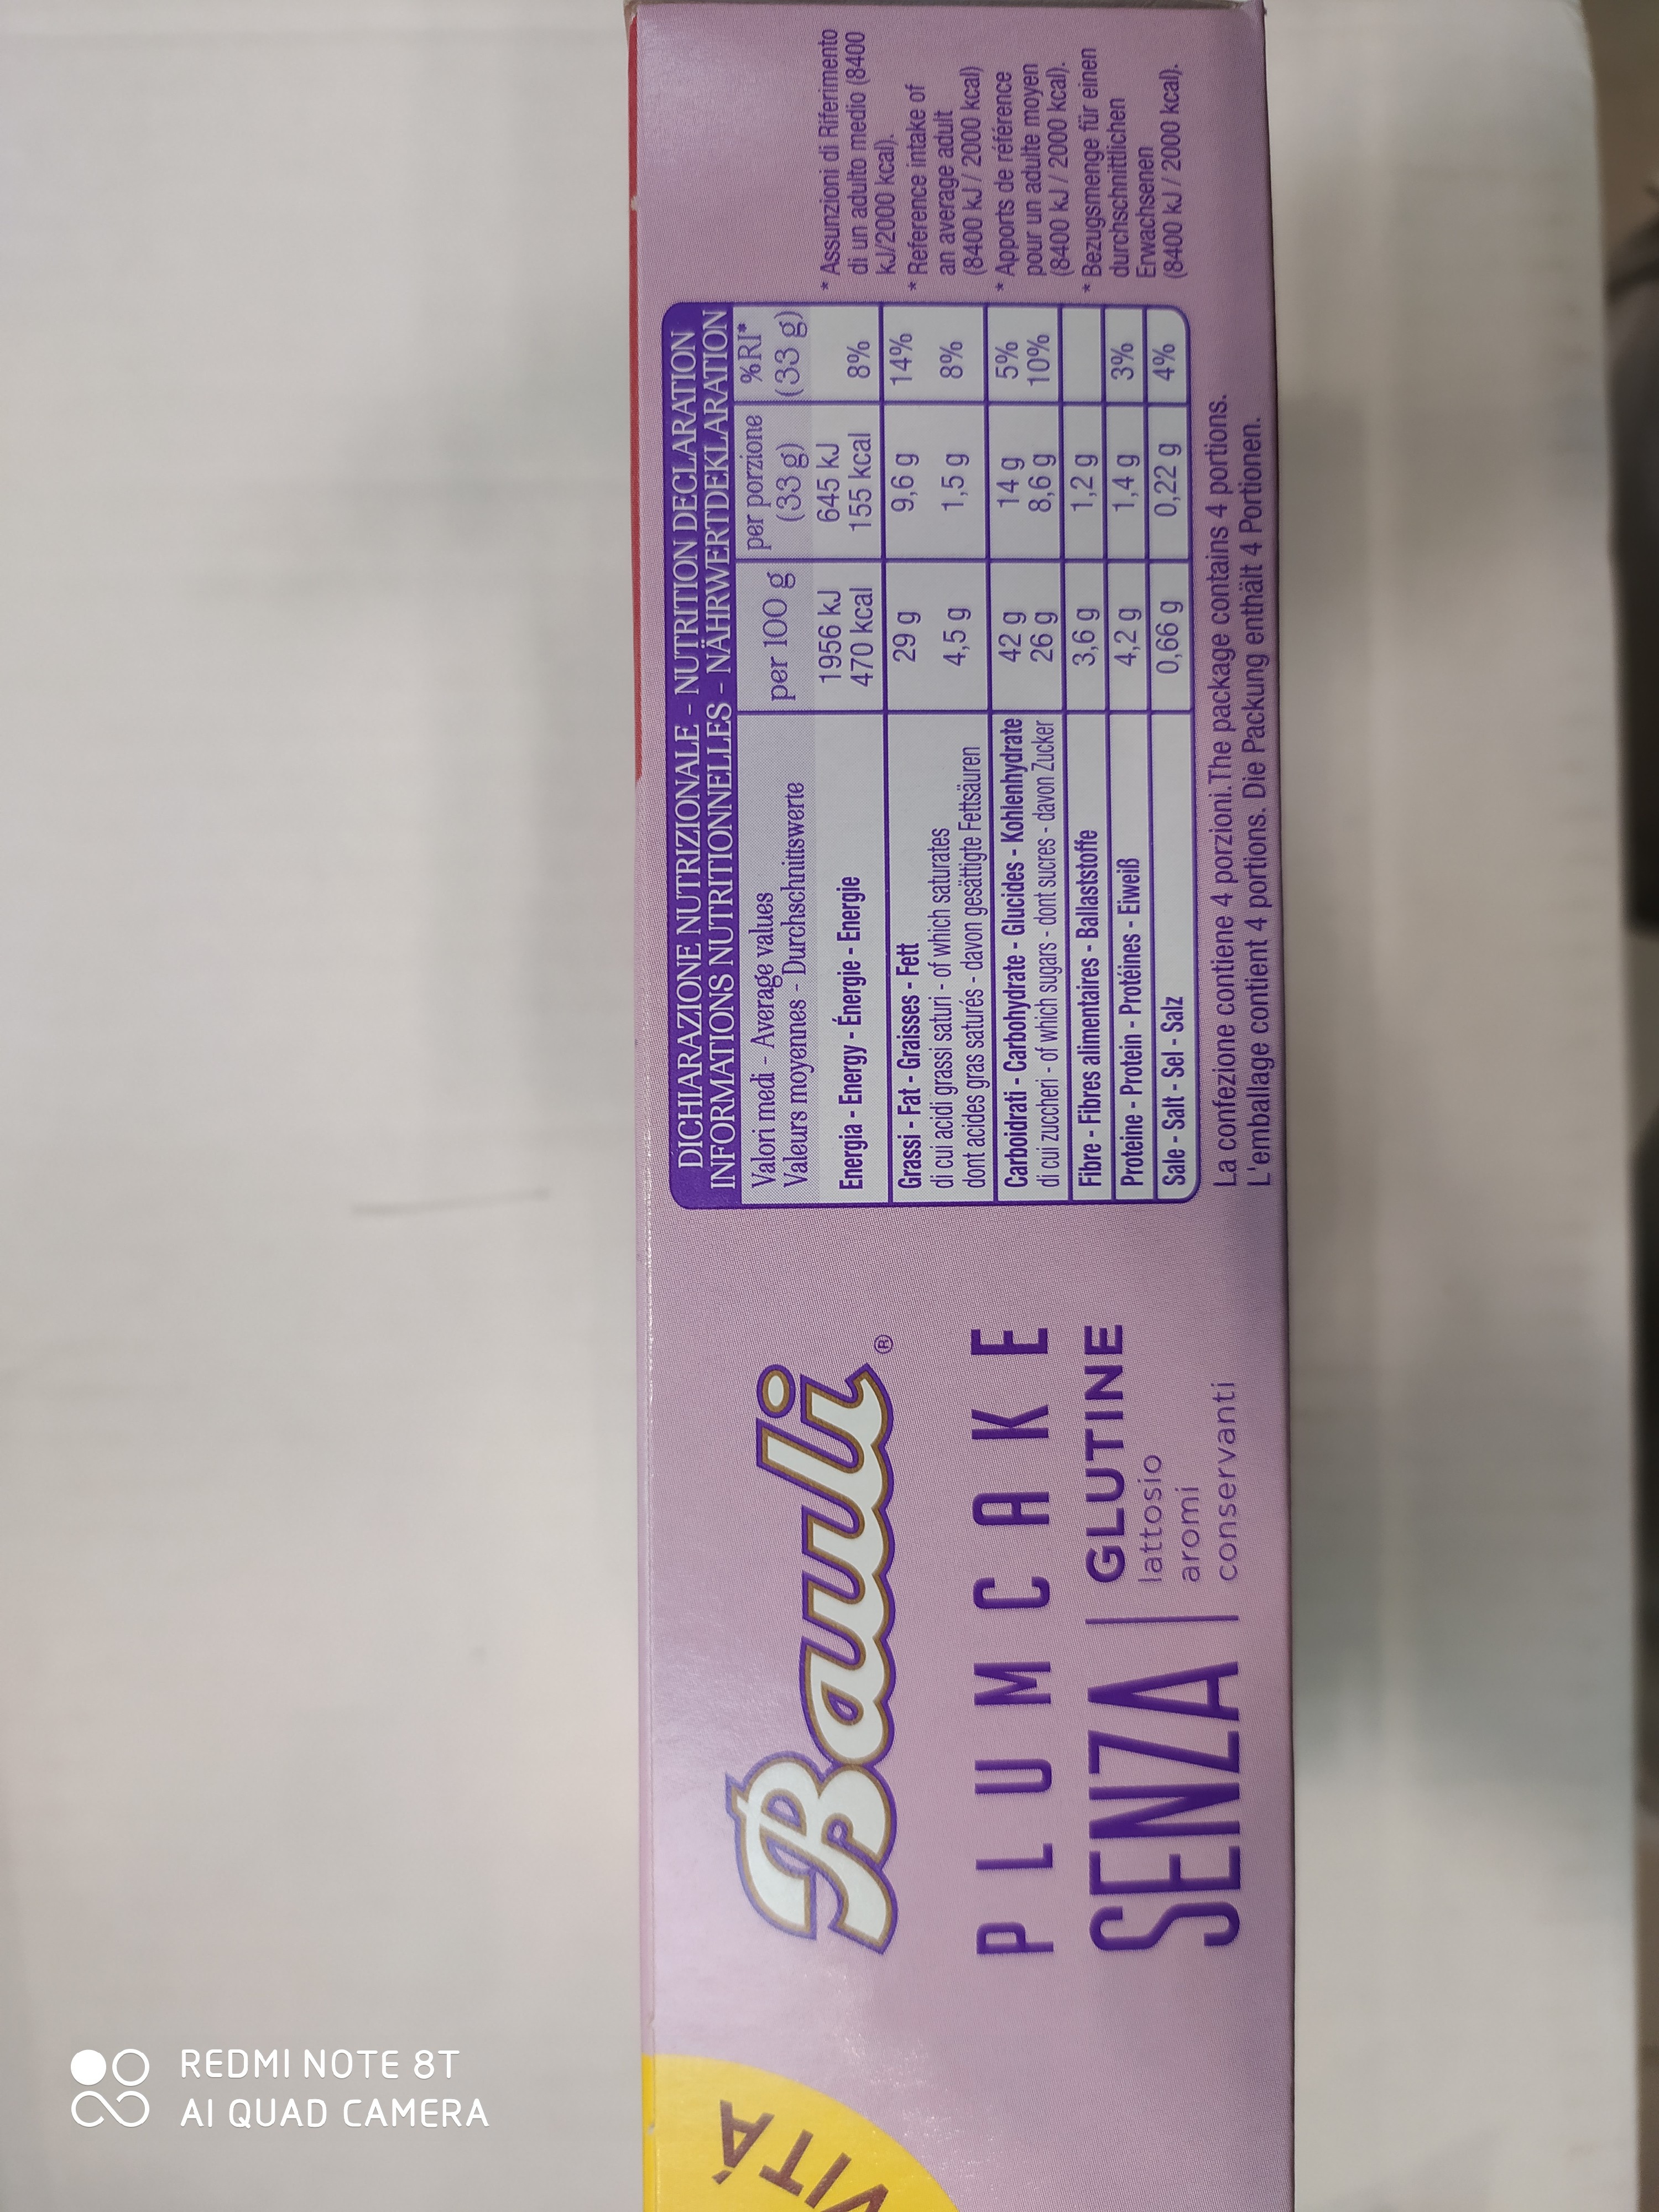 Bauli®
PLUMCAKE
SENZA
GLUTINE
lattosio
aromi
conservanti
VITÀ
DICHIARAZIONE NUTRIZIONALE - NUTRITION DECLARATION
INFORMATIONS NUTRITIONNELLES - NÄHRWERTDEKLARATION
Valori medi - Average values
Valeurs moyennes - Durchschnittswerte
per 100 g
per porzione
(33 g)
%RI*
(33 g)
Energia - Energy - Énergie - Energie
1956 kJ 645 kJ
470 kcal 155 kcal 8%
Grassi - Fat - Graisses - Fett 29 g 9,6 g 14%
di cui acidi grassi saturi - of which saturates
dont acides gras saturés - davon gesättigte Fettsäuren 4,5 g 1,5 g 8%
Carboidrati - Carbohydrate - Glucides - Kohlenhydrate 42 g 14 g 5%
di cui zuccheri - of which sugars - dont sucres - davon Zucker 26 g 8,6 g 10%
Fibre - Fibres alimentaires - Ballaststoffe 3,6 g 1,2 g
Proteine - Protein - Protéines - Eiweiß 4,2 g 1,4 g 3%
Sale - Salt - Sel - Salz 0,66 g 0,22 g 4%
La confezione contiene 4 porzioni. The package contains 4 portions.
L'emballage contient 4 portions. Die Packung enthält 4 Portionen.
* Assunzioni di Riferimento
di un adulto medio (8400
kJ/2000 kcal).
* Reference intake of
an average adult
(8400 kJ / 2000 kcal)
* Apports de référence
pour un adulte moyen
(8400 kJ / 2000 kcal).
* Bezugsmenge für einen
durchschnittlichen
Erwachsenen
(8400 kJ / 2000 kcal).
REDMI NOTE 8T
AI QUAD CAMERA